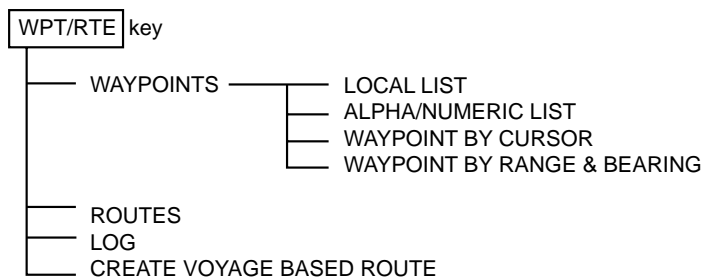 WPT/RTE key
WAYPOINTS
LOCAL LIST
ALPHA/NUMERIC LIST
WAYPOINT BY CURSOR
WAYPOINT BY RANGE & BEARING
ROUTES
LOG
CREATE VOYAGE BASED ROUTE